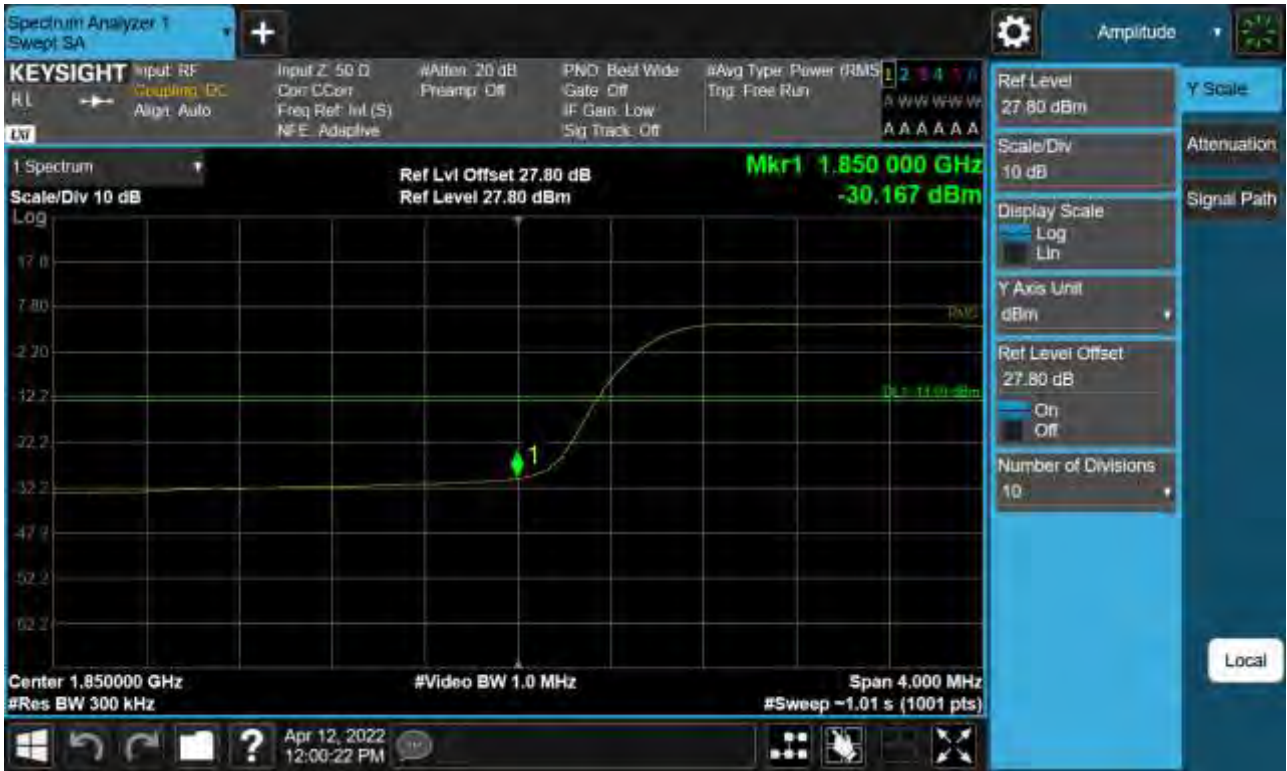 Spectrum Analyzer 1
Swept SA
Amplitude
KEYSIGHT
RL
Input: RF
Coupling: DC
Align: Auto
Input Z: 50 Ω
Corr CCorr
Freq Ref: Int (S)
NFE: Adaptive
#Atten: 20 dB
Preamp: Off
PNO: Best Wide
Gate: Off
IF Gain: Low
Sig Track: Off
#Avg Type: Power (RMS
Trig: Free Run
1 2 3 4 5 6
A W W W W W
A A A A A A
LXI
1 Spectrum
Scale/Div 10 dB
Ref Lvl Offset 27.80 dB
Ref Level 27.80 dBm
Mkr1 1.850 000 GHz
-30.167 dBm
Log
17.8
7.80
-2.20
-12.2
-22.2
-32.2
-42.2
-52.2
-62.2
RMS
1
Center 1.850000 GHz
#Res BW 300 kHz
#Video BW 1.0 MHz
Span 4.000 MHz
#Sweep ~1.01 s (1001 pts)
Apr 12, 2022
12:00:22 PM
Ref Level
27.80 dBm
Scale/Div
10 dB
Display Scale
Log
Lin
Y Axis Unit
dBm
Ref Level Offset
27.80 dB
On
Off
Number of Divisions
10
Y Scale
Attenuation
Signal Path
Local